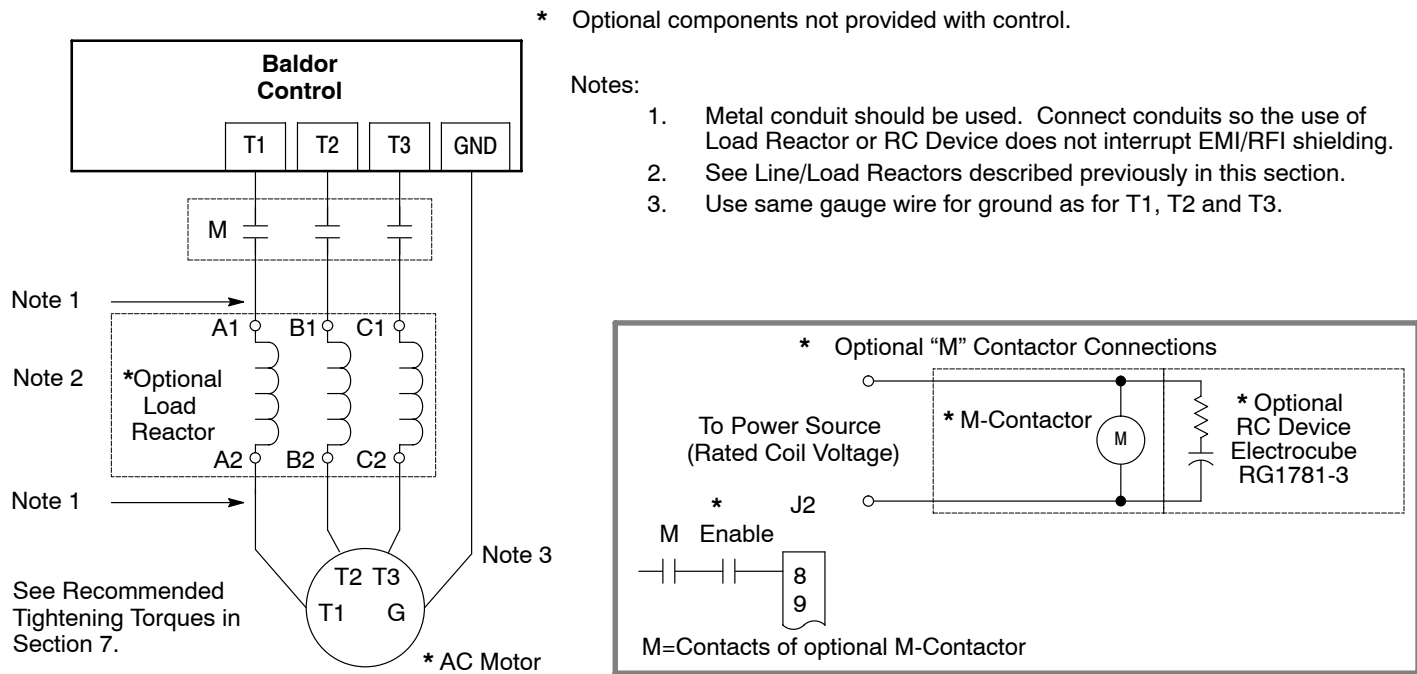 * Optional components not provided with control.
Baldor
Control
T1 T2 T3 GND
Notes:
1. Metal conduit should be used. Connect conduits so the use of
Load Reactor or RC Device does not interrupt EMI/RFI shielding.
2. See Line/Load Reactors described previously in this section.
3. Use same gauge wire for ground as for T1, T2 and T3.
M
Note 1
A1 B1 C1
Note 2
*Optional
Load
Reactor
A2 B2 C2
Note 1
Note 3
T2 T3
T1 G
* AC Motor
See Recommended
Tightening Torques in
Section 7.
* Optional “M” Contactor Connections
To Power Source
(Rated Coil Voltage)
* M-Contactor
M
* Optional
RC Device
Electrocube
RG1781-3
* J2
M Enable
8
9
M=Contacts of optional M-Contactor